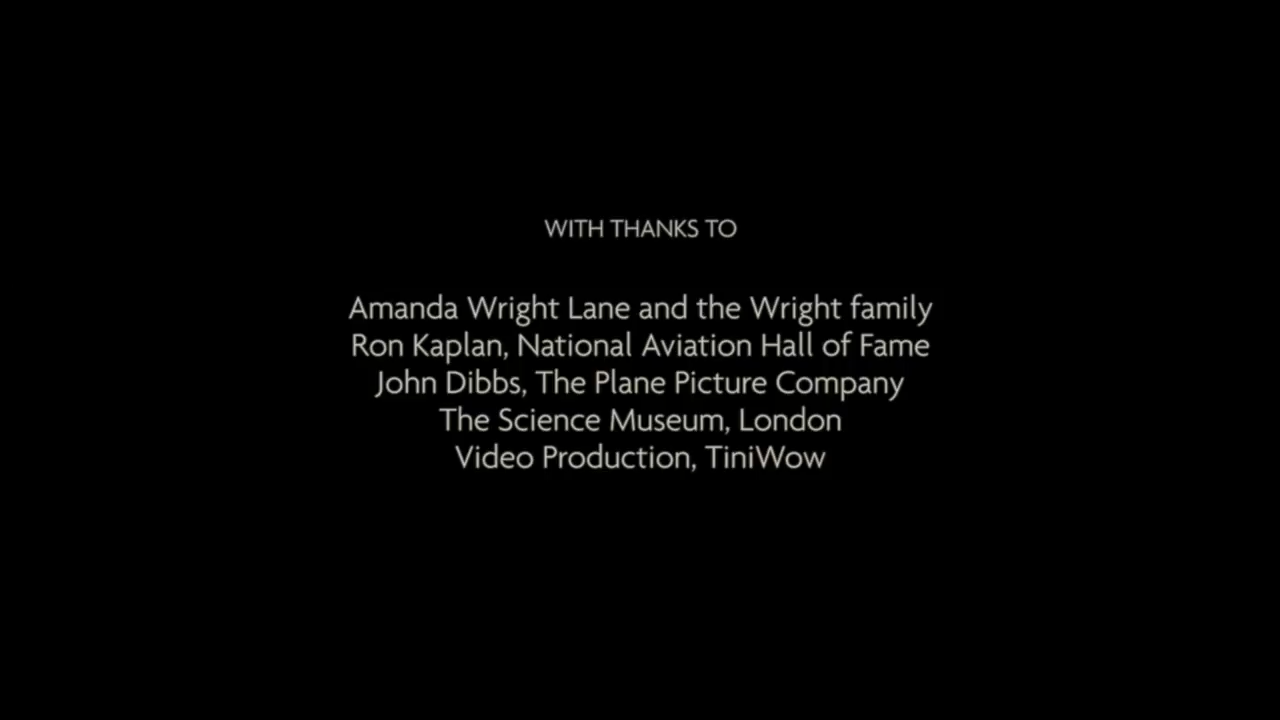 WITH THANKS TO
Amanda Wright Lane and the Wright family
Ron Kaplan, National Aviation Hall of Fame
John Dibbs, The Plane Picture Company
The Science Museum, London
Video Production, TiniWow